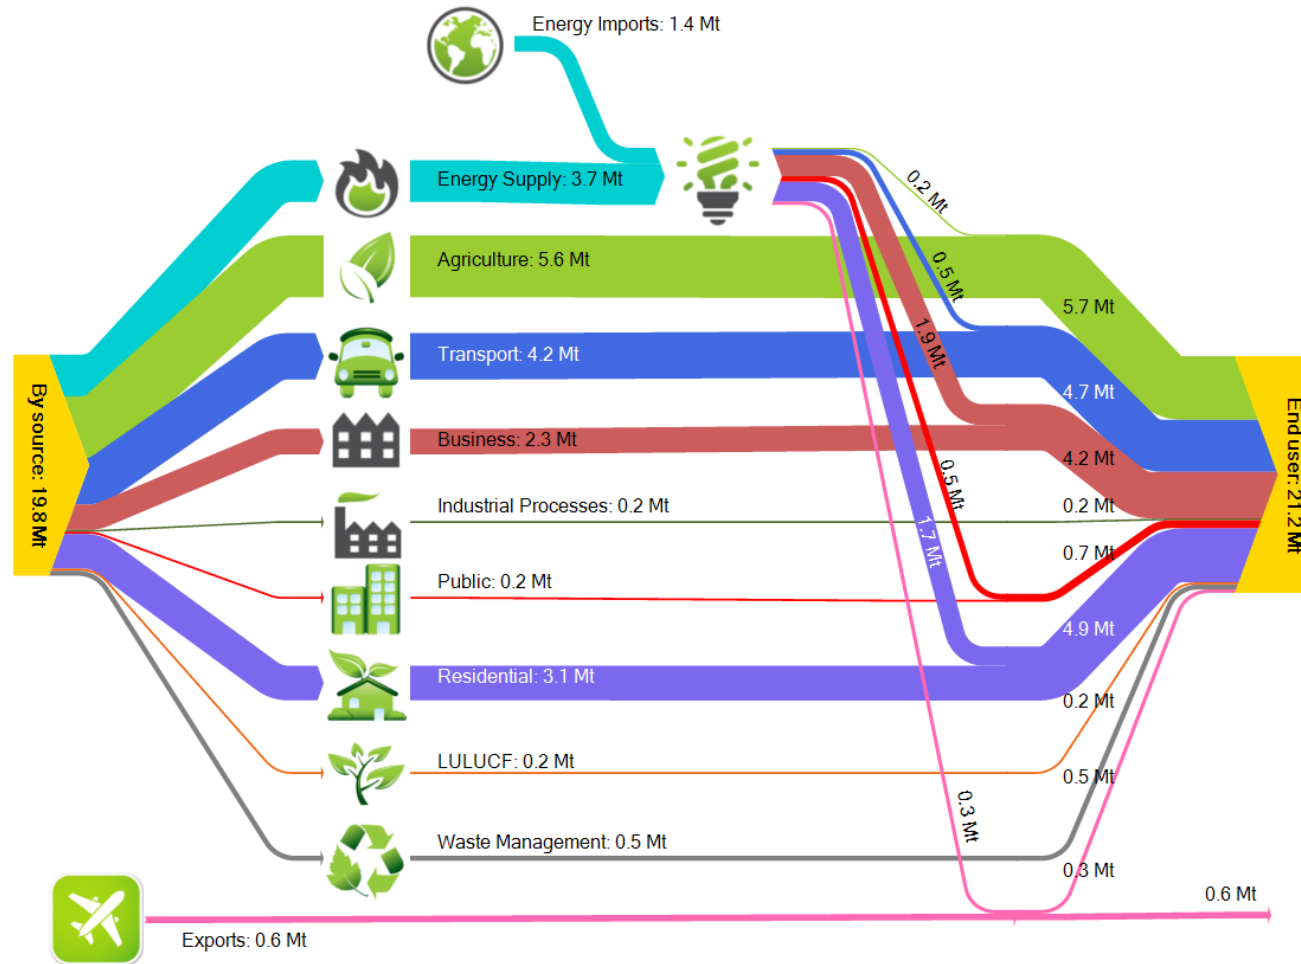 Energy Imports: 1.4 Mt
Energy Supply: 3.7 Mt
0.2 Mt
Agriculture: 5.6 Mt
0.5 Mt
5.7 Mt
1.9 Mt
Transport: 4.2 Mt
4.7 Mt
By source: 19.8 Mt
End user: 21.2 Mt
Business: 2.3 Mt
4.2 Mt
0.5 Mt
Industrial Processes: 0.2 Mt
0.2 Mt
1.7 Mt
0.7 Mt
Public: 0.2 Mt
4.9 Mt
Residential: 3.1 Mt
0.2 Mt
LULUCF: 0.2 Mt
0.5 Mt
0.3 Mt
Waste Management: 0.5 Mt
0.3 Mt
0.6 Mt
Exports: 0.6 Mt